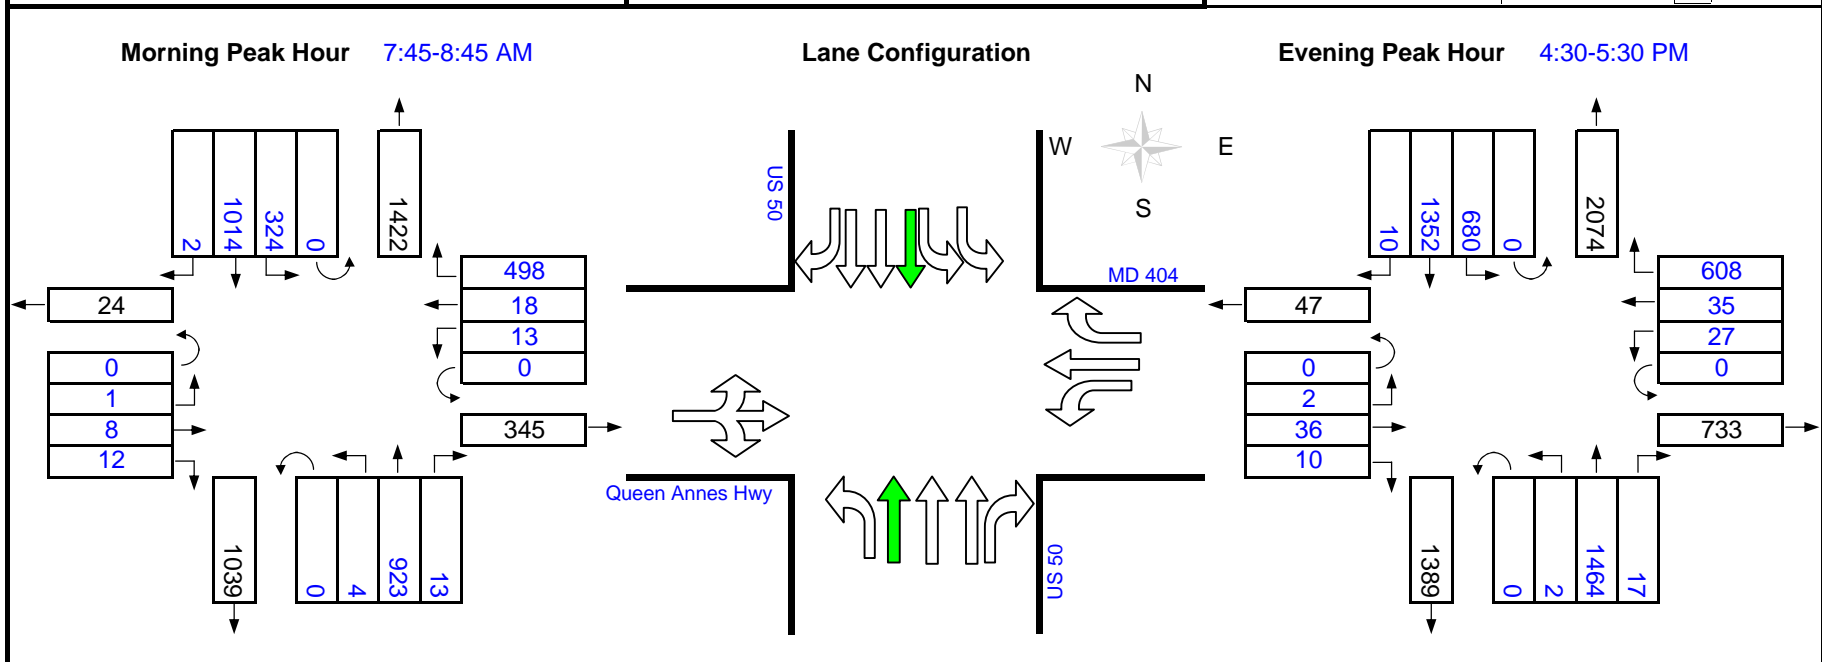 Morning Peak Hour 7:45-8:45 AM
Lane Configuration
Evening Peak Hour 4:30-5:30 PM
2 1014 324 0
1422
498
18
13
0
24
0
1
8
12
345
1039
0 4 923 13
N
W E
S
US 50
MD 404
Queen Annes Hwy
US 50
10 1352 680 0
2074
608
35
27
0
47
0
2
36
10
733
1389
0 2 1464 17